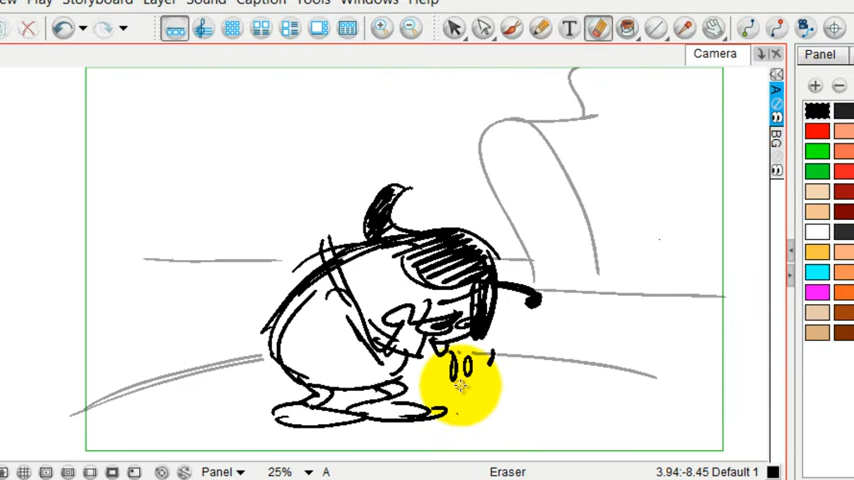 Play Storyboard Layer Sound Caption Tools Windows Help
Camera
Panel
A
BG
Panel 25% A Eraser 3.94:-8.45 Default 1